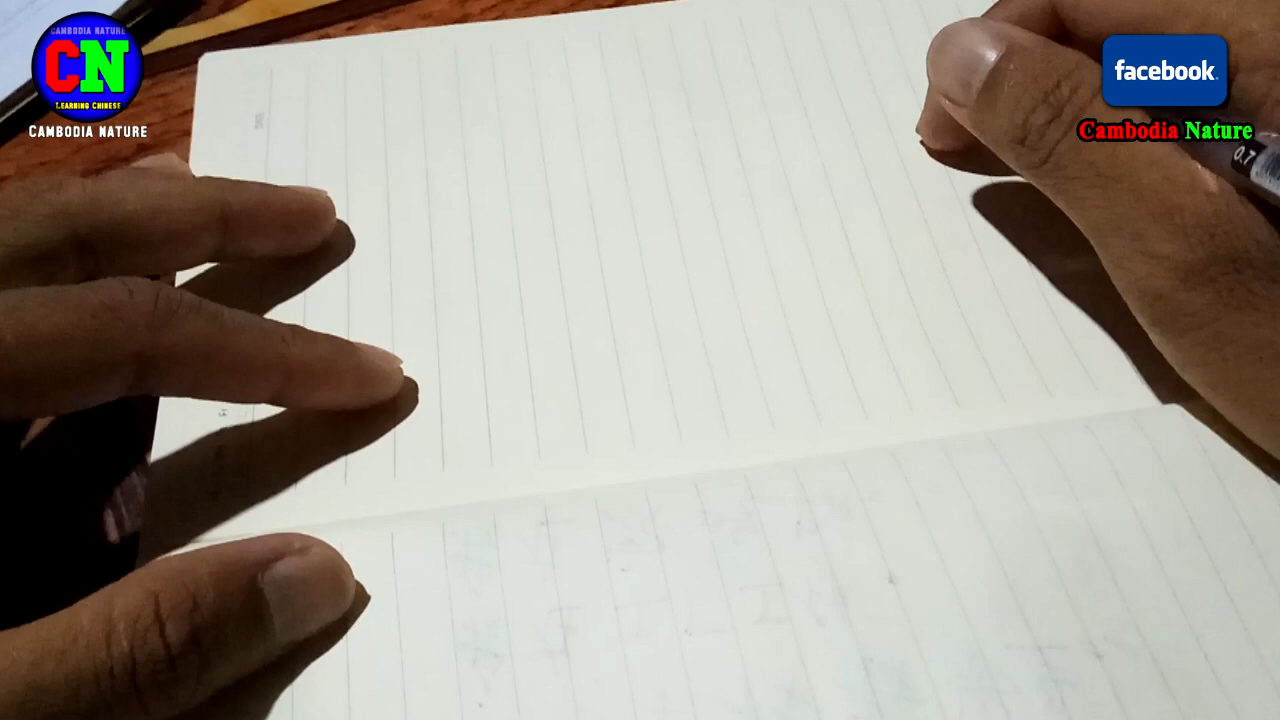 CAMBODIA NATURE
CN
LEARNING CHINESE
CAMBODIA NATURE
facebook
Cambodia Nature
0.7